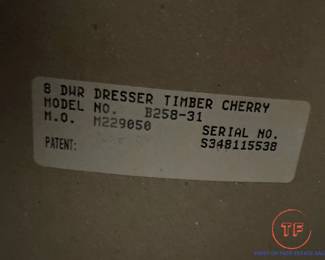 8 DWR DRESSER TIMBER CHERRY
MODEL NO. B258-31
M.O. M229050
SERIAL NO.
PATENT: S348115538
TF